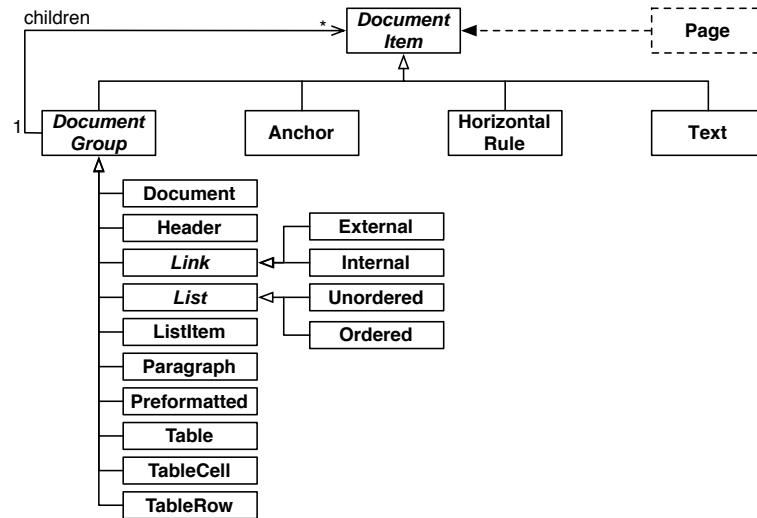 children
*
Document
Item
Page
1
Document
Group
Anchor
Horizontal
Rule
Text
Document
Header
External
Link
Internal
List
Unordered
ListItem
Ordered
Paragraph
Preformatted
Table
TableCell
TableRow